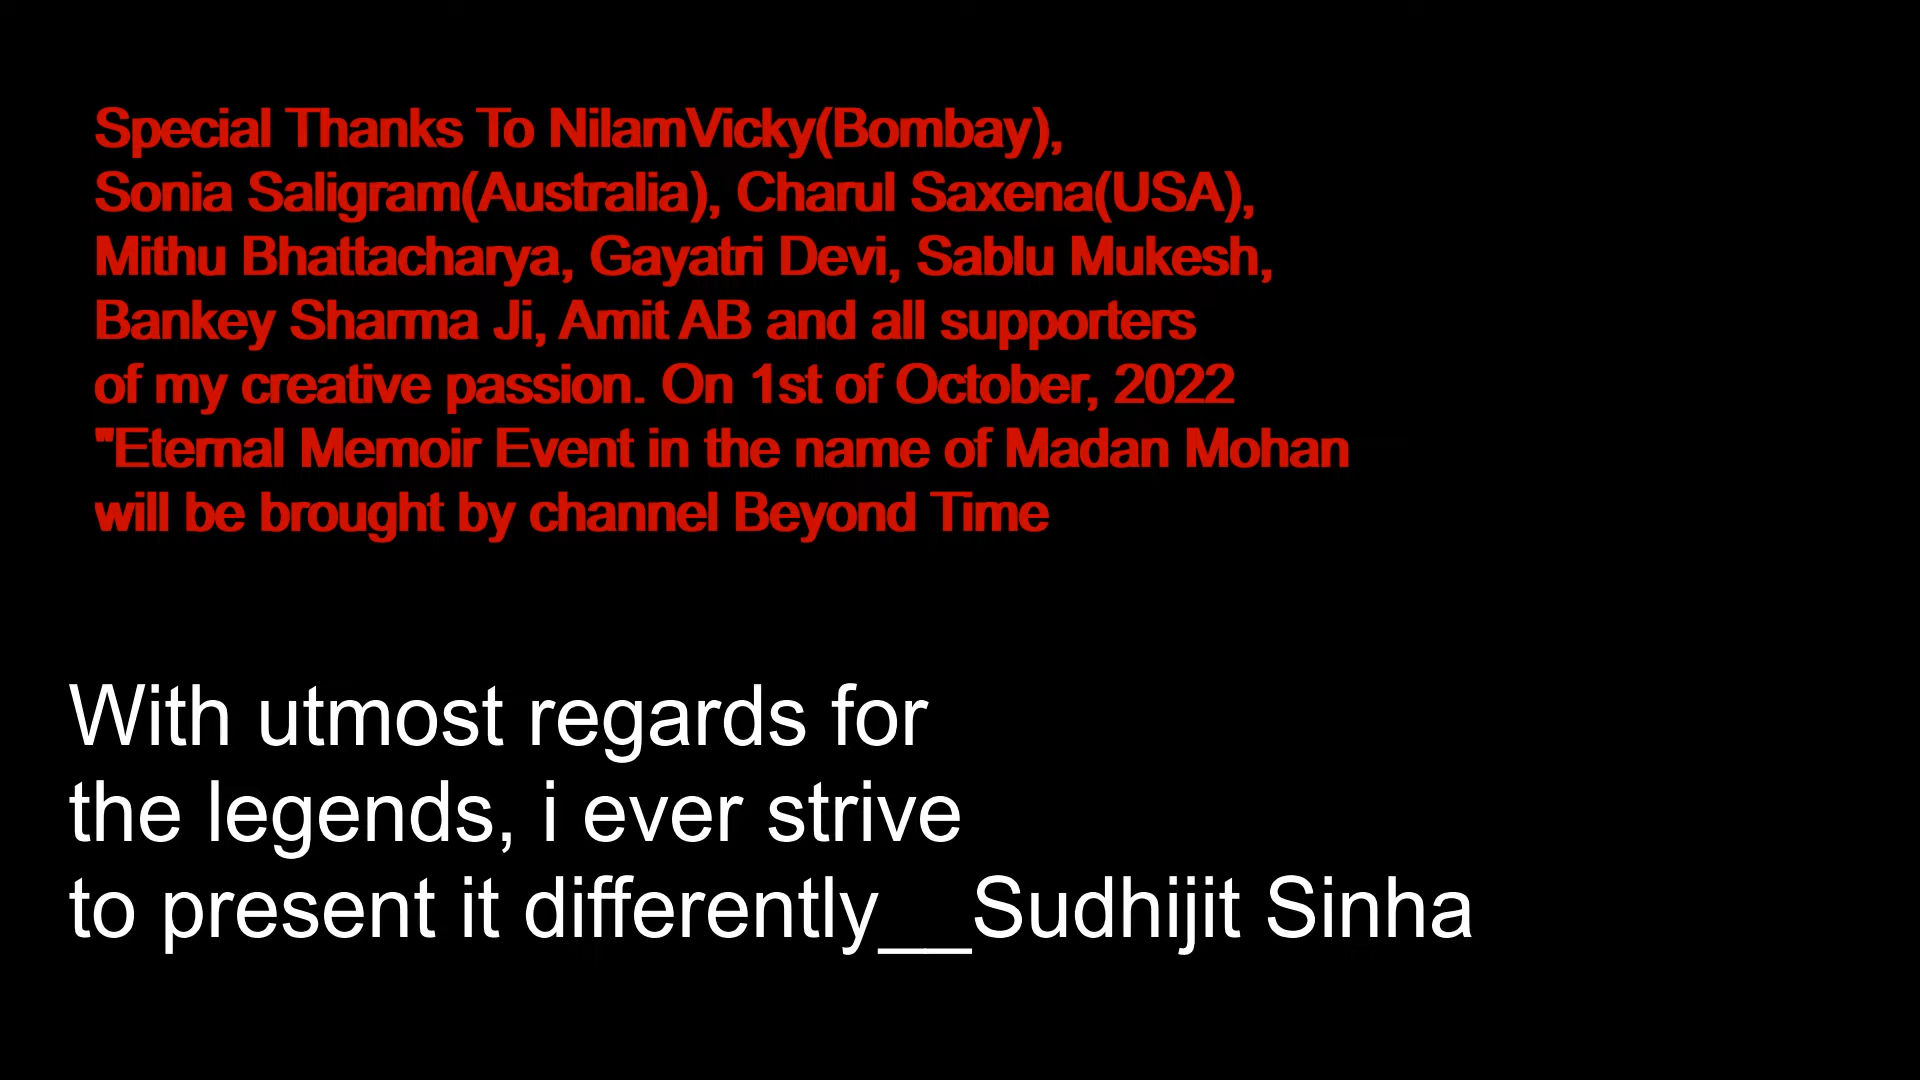 Special Thanks To NilamVicky(Bombay),
Sonia Saligram(Australia), Charul Saxena(USA),
Mithu Bhattacharya, Gayatri Devi, Sablu Mukesh,
Bankey Sharma Ji, Amit AB and all supporters
of my creative passion. On 1st of October, 2022
"Eternal Memoir Event in the name of Madan Mohan
will be brought by channel Beyond Time
With utmost regards for
the legends, i ever strive
to present it differently__Sudhijit Sinha